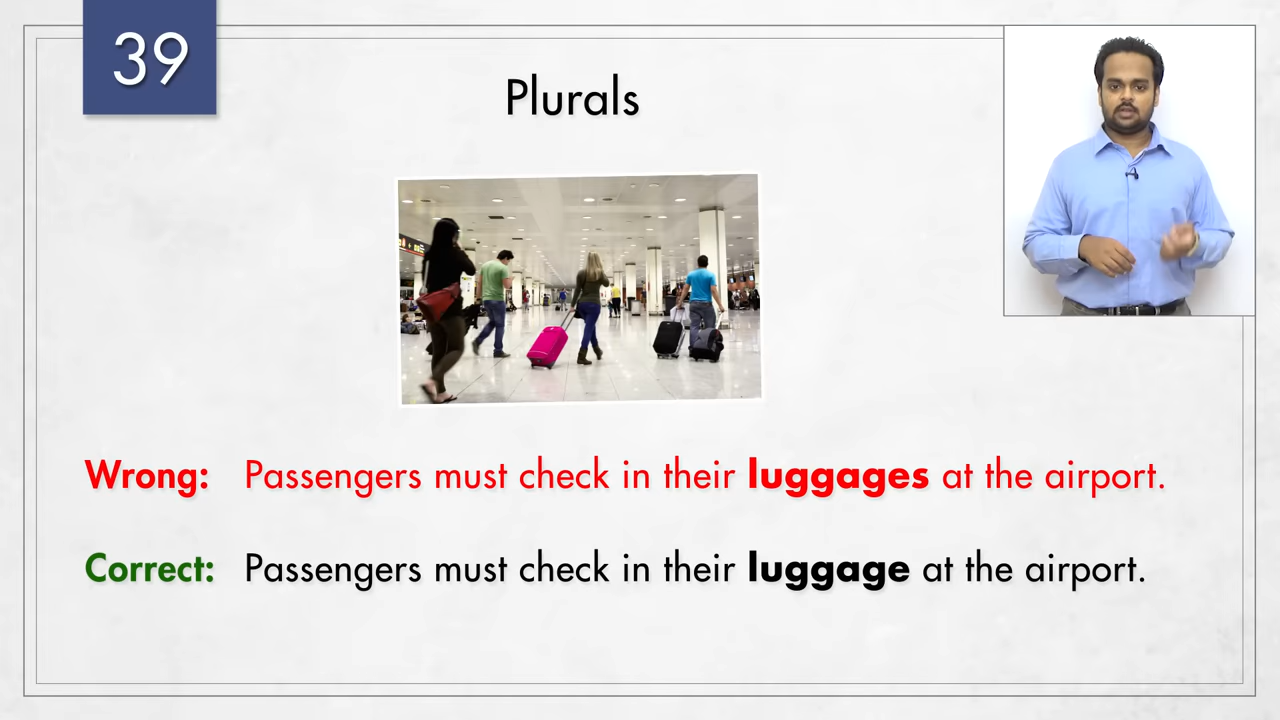 39
Plurals
Wrong: Passengers must check in their luggages at the airport.
Correct: Passengers must check in their luggage at the airport.